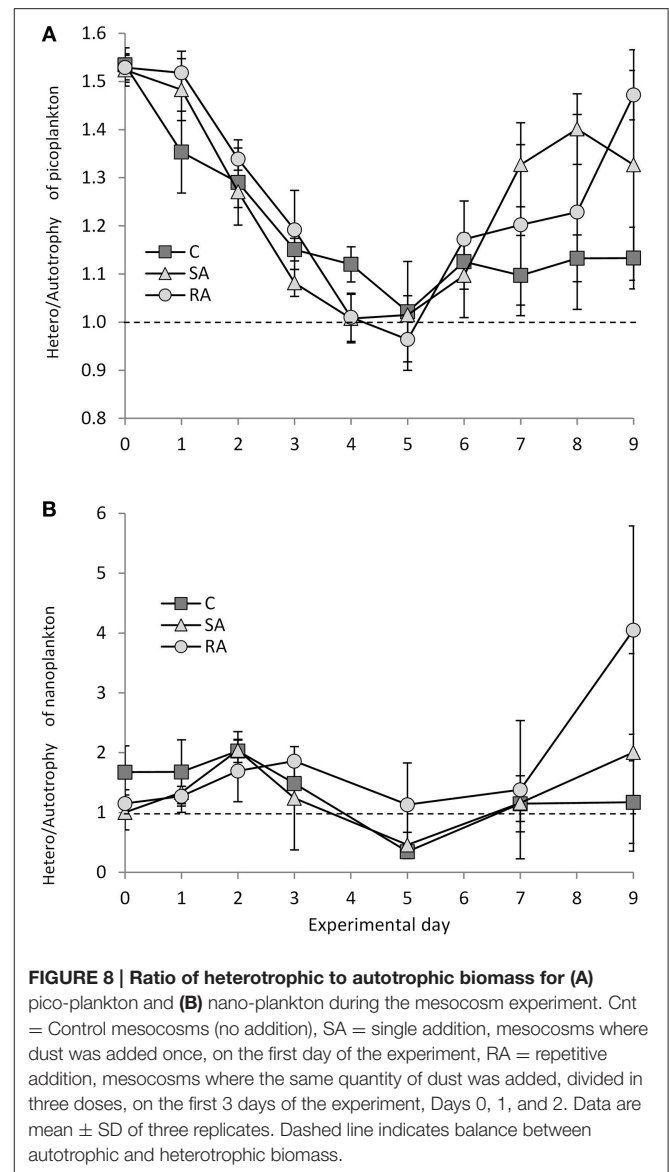 A
1.6
1.5
1.4
1.3
1.2
1.1
1.0
0.9
0.8
Hetero/Autotrophy of picoplankton
C
SA
RA
0 1 2 3 4 5 6 7 8 9
B
6
5
4
3
2
1
0
Hetero/Autotrophy of nanoplankton
C
SA
RA
0 1 2 3 4 5 6 7 8 9
Experimental day
FIGURE 8 | Ratio of heterotrophic to autotrophic biomass for (A)
pico-plankton and (B) nano-plankton during the mesocosm experiment. Cnt
= Control mesocosms (no addition), SA = single addition, mesocosms where
dust was added once, on the first day of the experiment, RA = repetitive
addition, mesocosms where the same quantity of dust was added, divided in
three doses, on the first 3 days of the experiment, Days 0, 1, and 2. Data are
mean ± SD of three replicates. Dashed line indicates balance between
autotrophic and heterotrophic biomass.